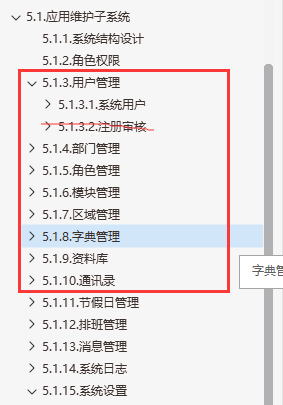 5.1.应用维护子系统
5.1.1.系统结构设计
5.1.2.角色权限
5.1.3.用户管理
5.1.3.1.系统用户
5.1.3.2.注册审核
5.1.4.部门管理
5.1.5.角色管理
5.1.6.模块管理
5.1.7.区域管理
5.1.8.字典管理
5.1.9.资料库
字典管
5.1.10.通讯录
5.1.11.节假日管理
5.1.12.排班管理
5.1.13.消息管理
5.1.14.系统日志
5.1.15.系统设置